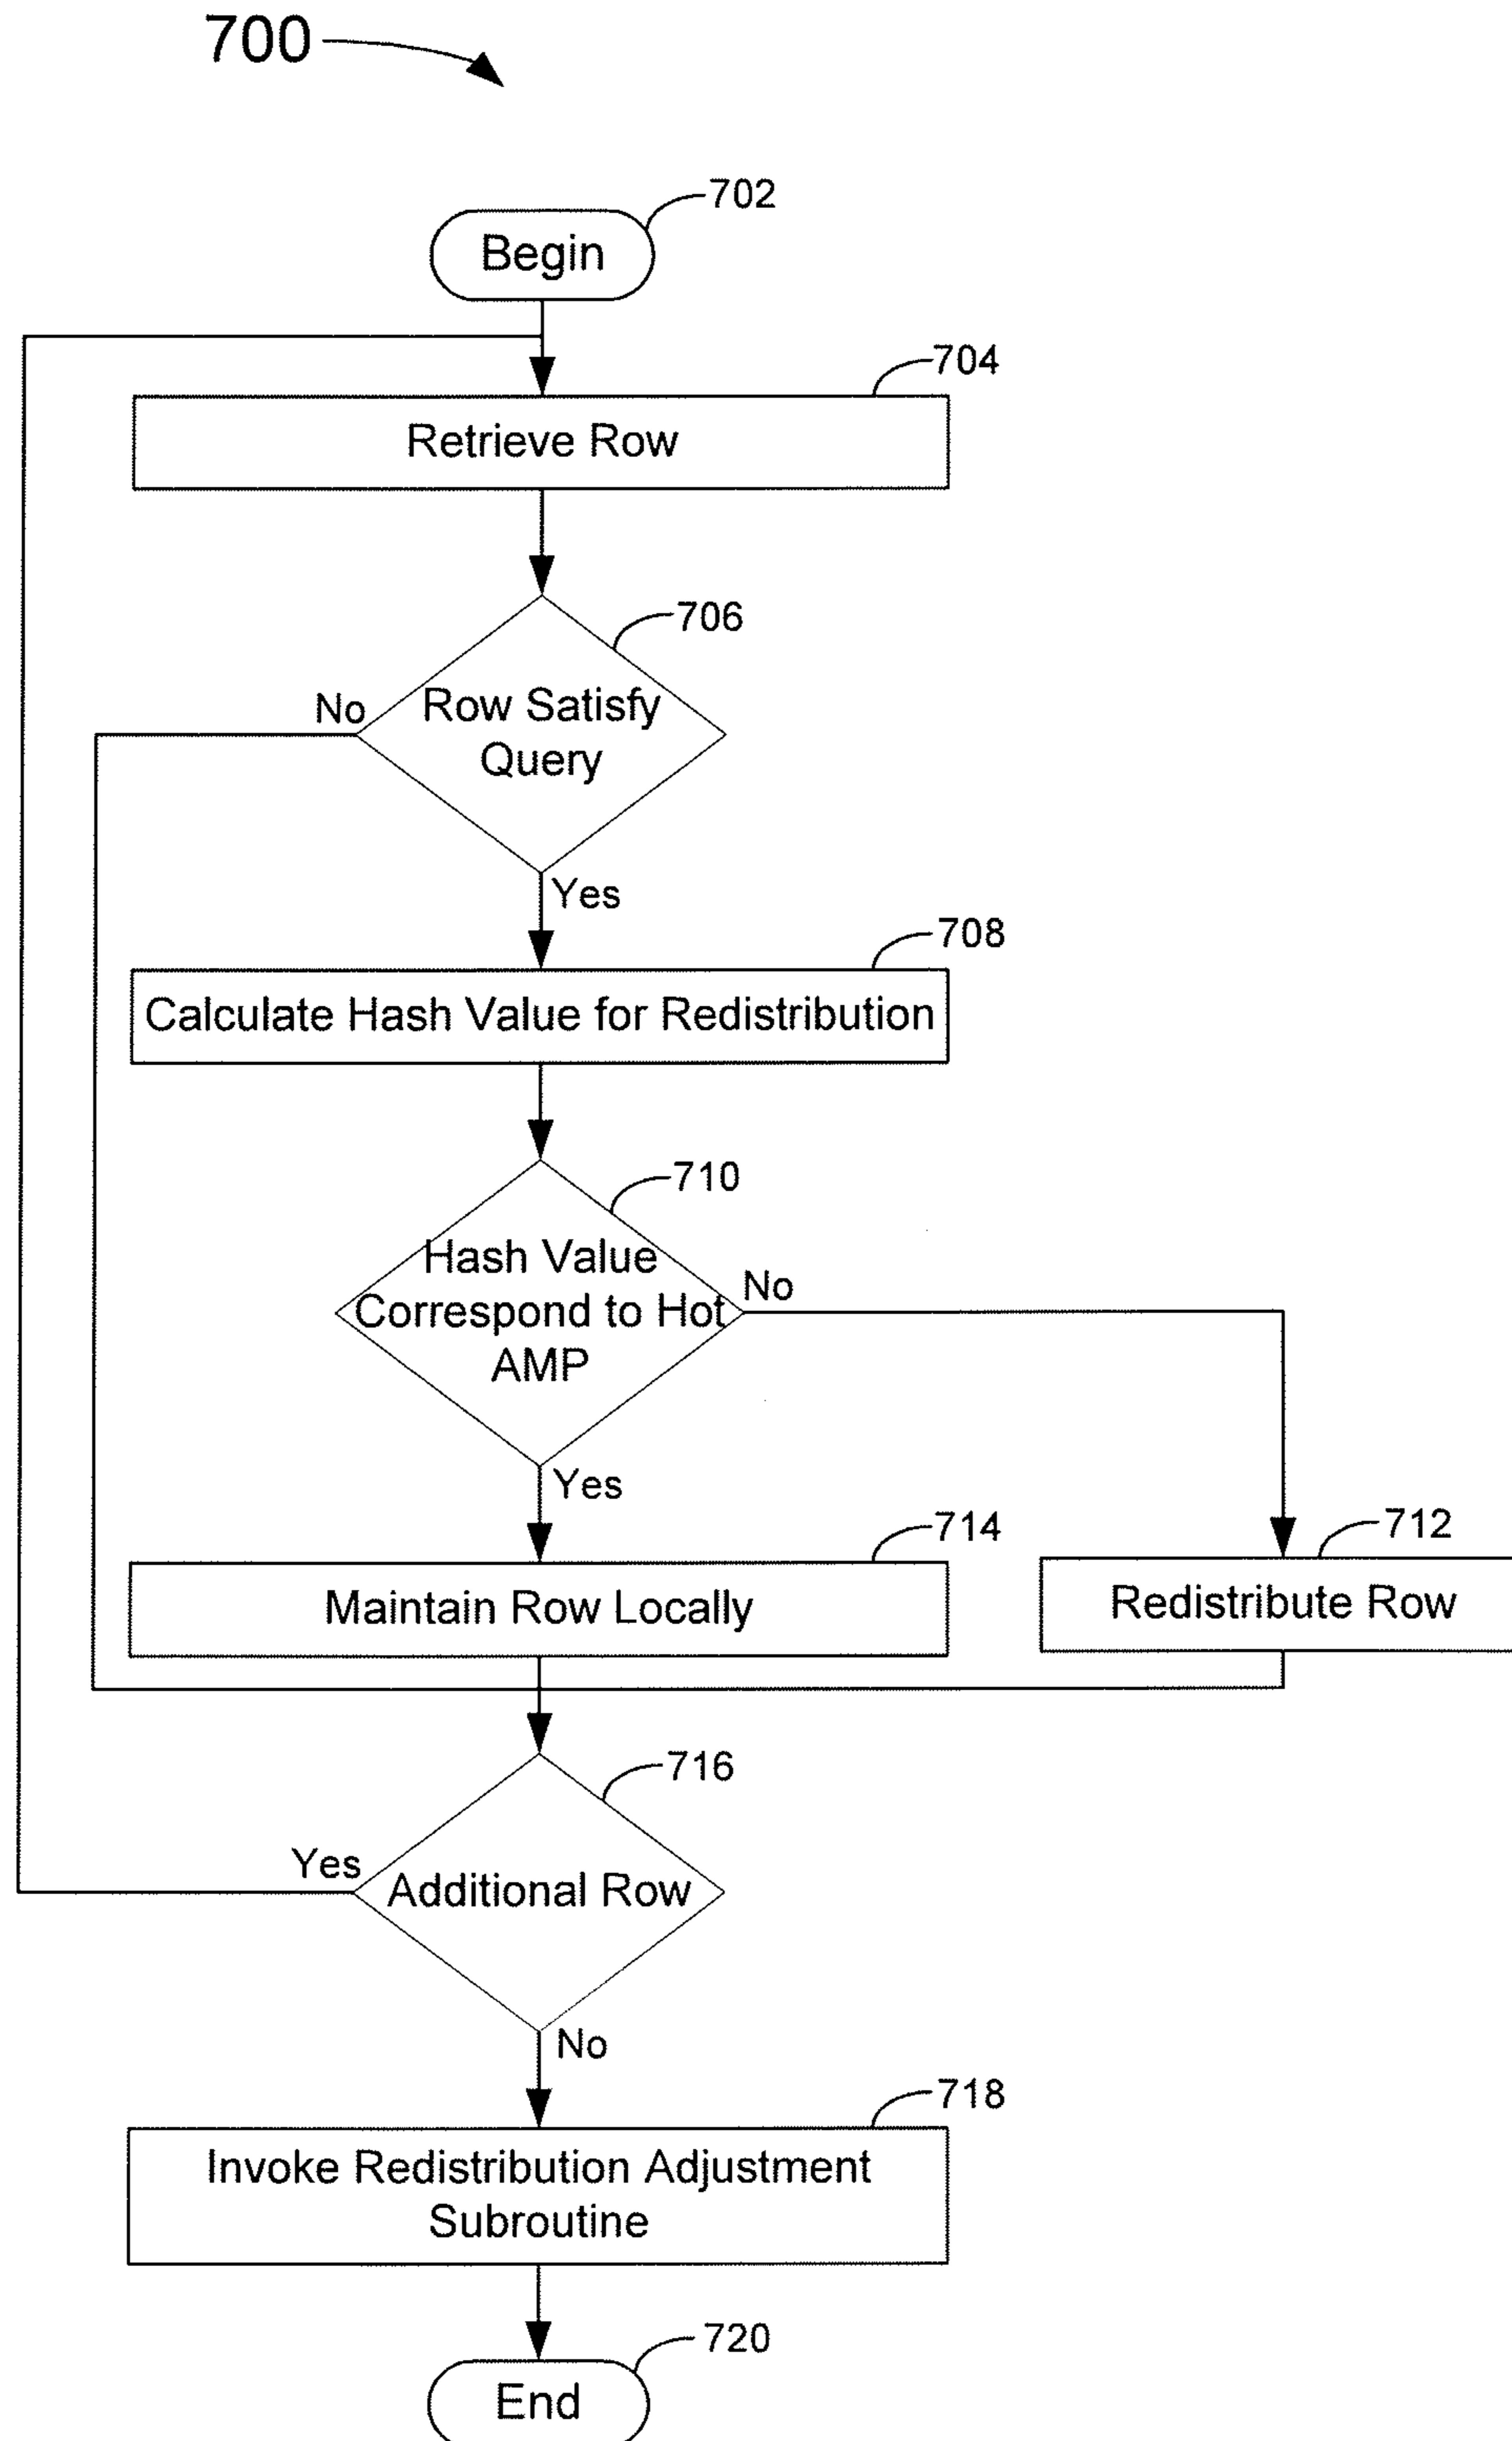 700
702
Begin
704
Retrieve Row
706
No
Row Satisfy
Query
Yes
708
Calculate Hash Value for Redistribution
710
Hash Value
Correspond to Hot
AMP
No
Yes
714
Maintain Row Locally
712
Redistribute Row
716
Yes
Additional Row
No
718
Invoke Redistribution Adjustment
Subroutine
720
End